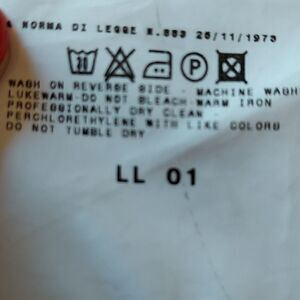 A NORMA DI LEGGE N.883 26/11/1973
30
P
WASH ON REVERSE SIDE - MACHINE WASH
LUKEWARM-DO NOT BLEACH-WARM IRON
PROFESSIONALLY DRY CLEAN -
PERCHLORETHYLENE WITH LIKE COLORS
DO NOT TUMBLE DRY
LL 01